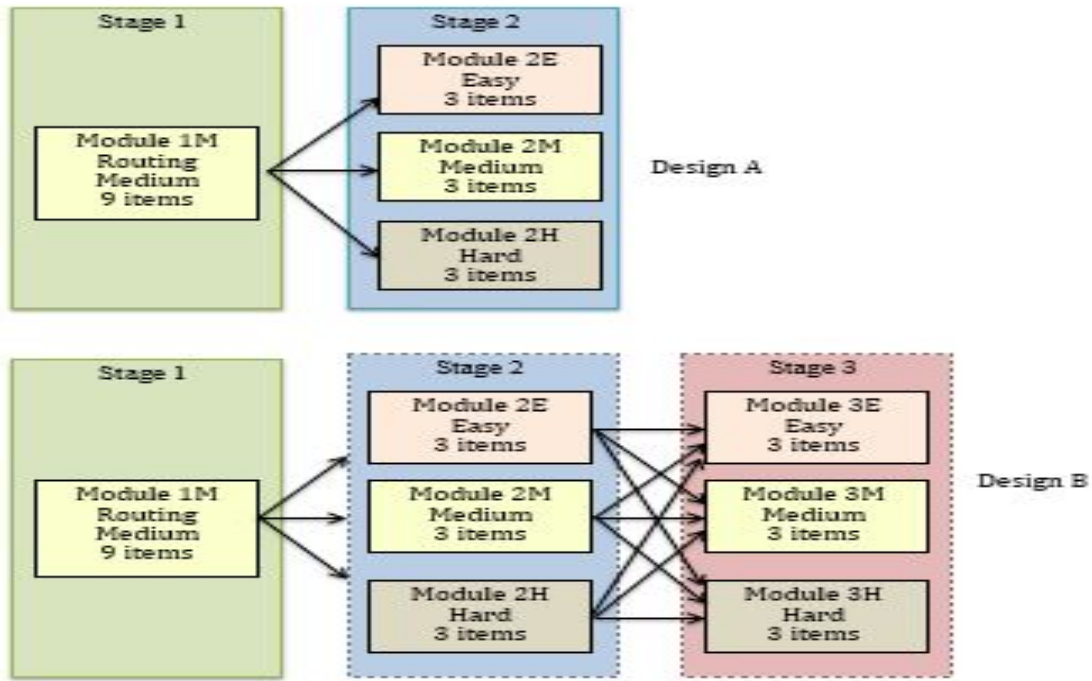 Stage 1
Module 1M
Routing
Medium
9 items
Stage 2
Module 2E
Easy
3 items
Module 2M
Medium
3 items
Module 2H
Hard
3 items
Design A
Stage 1
Module 1M
Routing
Medium
9 items
Stage 2
Module 2E
Easy
3 items
Module 2M
Medium
3 items
Module 2H
Hard
3 items
Stage 3
Module 3E
Easy
3 items
Module 3M
Medium
3 items
Module 3H
Hard
3 items
Design B